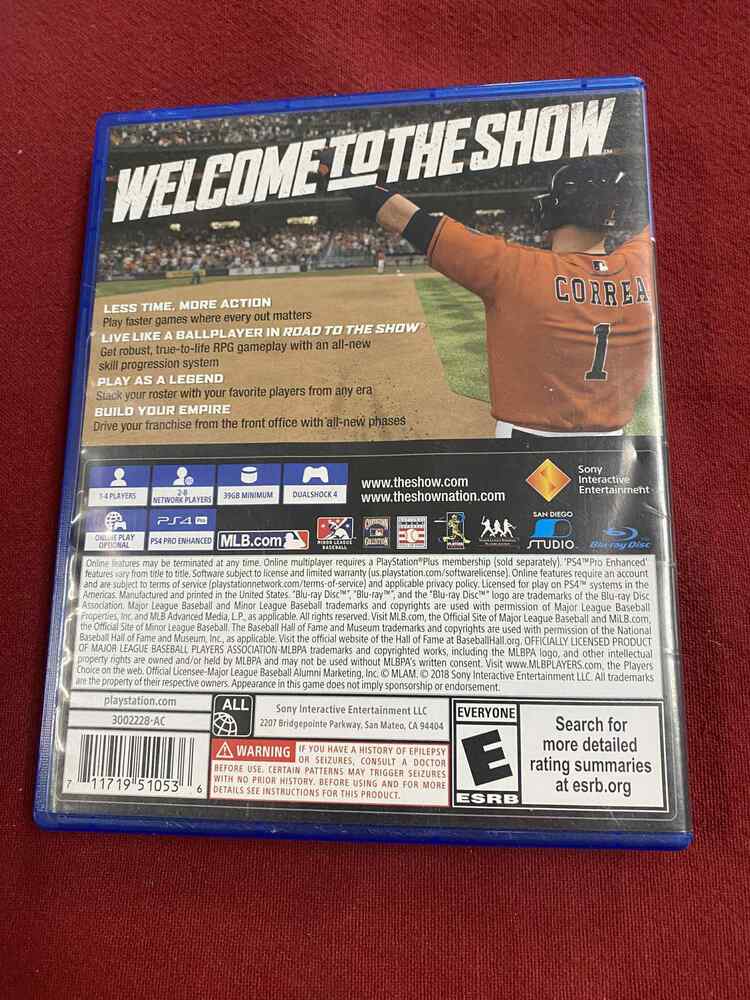 WELCOME TO THE SHOW™
CORREA
1
LESS TIME, MORE ACTION
Play faster games where every out matters
LIVE LIKE A BALLPLAYER IN ROAD TO THE SHOW
Get robust, true-to-life RPG gameplay with an all-new
skill progression system
PLAY AS A LEGEND
Stack your roster with your favorite players from any era
BUILD YOUR EMPIRE
Drive your franchise from the front office with all-new phases
1-4 PLAYERS
2-8
NETWORK PLAYERS
39GB MINIMUM
DUALSHOCK 4
www.theshow.com
www.theshownation.com
Sony
Interactive
Entertainment
ONLINE PLAY
OPTIONAL
PS4 Pro
PS4 PRO ENHANCED
MLB.com
MINOR LEAGUE
BASEBALL
SAN DIEGO
STUDIO
Blu-ray Disc
Online features may be terminated at any time. Online multiplayer requires a PlayStation®Plus membership (sold separately). 'PS4™Pro Enhanced'
features vary from title to title. Software subject to license and limited warranty (us.playstation.com/softwarelicense). Online features require an account
and are subject to terms of service (playstationnetwork.com/terms-of-service) and applicable privacy policy. Licensed for play on PS4™ systems in the
Americas. Manufactured and printed in the United States. "Blu-ray Disc™", "Blu-ray™", and the "Blu-ray Disc™" logo are trademarks of the Blu-ray Disc
Association. Major League Baseball and Minor League Baseball trademarks and copyrights are used with permission of Major League Baseball
Properties, Inc. and MLB Advanced Media, L.P., as applicable. All rights reserved. Visit MLB.com, the Official Site of Major League Baseball and MiLB.com,
the Official Site of Minor League Baseball. The Baseball Hall of Fame and Museum trademarks and copyrights are used with permission of the National
Baseball Hall of Fame and Museum, Inc., as applicable. Visit the official website of the Hall of Fame at BaseballHall.org. OFFICIALLY LICENSED PRODUCT
OF MAJOR LEAGUE BASEBALL PLAYERS ASSOCIATION-MLBPA trademarks and copyrighted works, including the MLBPA logo, and other intellectual
property rights are owned and/or held by MLBPA and may not be used without MLBPA's written consent. Visit www.MLBPLAYERS.com, the Players
Choice on the web. Official Licensee-Major League Baseball Alumni Marketing, Inc. © MLAM. © 2018 Sony Interactive Entertainment LLC. All trademarks
are the property of their respective owners. Appearance in this game does not imply sponsorship or endorsement.
playstation.com
3002228-AC
7 11719 51053 6
ALL
Sony Interactive Entertainment LLC
2207 Bridgepointe Parkway, San Mateo, CA 94404
WARNING IF YOU HAVE A HISTORY OF EPILEPSY
OR SEIZURES, CONSULT A DOCTOR
BEFORE USE. CERTAIN PATTERNS MAY TRIGGER SEIZURES
WITH NO PRIOR HISTORY. BEFORE USING AND FOR MORE
DETAILS SEE INSTRUCTIONS FOR THIS PRODUCT.
EVERYONE
E
ESRB
Search for
more detailed
rating summaries
at esrb.org